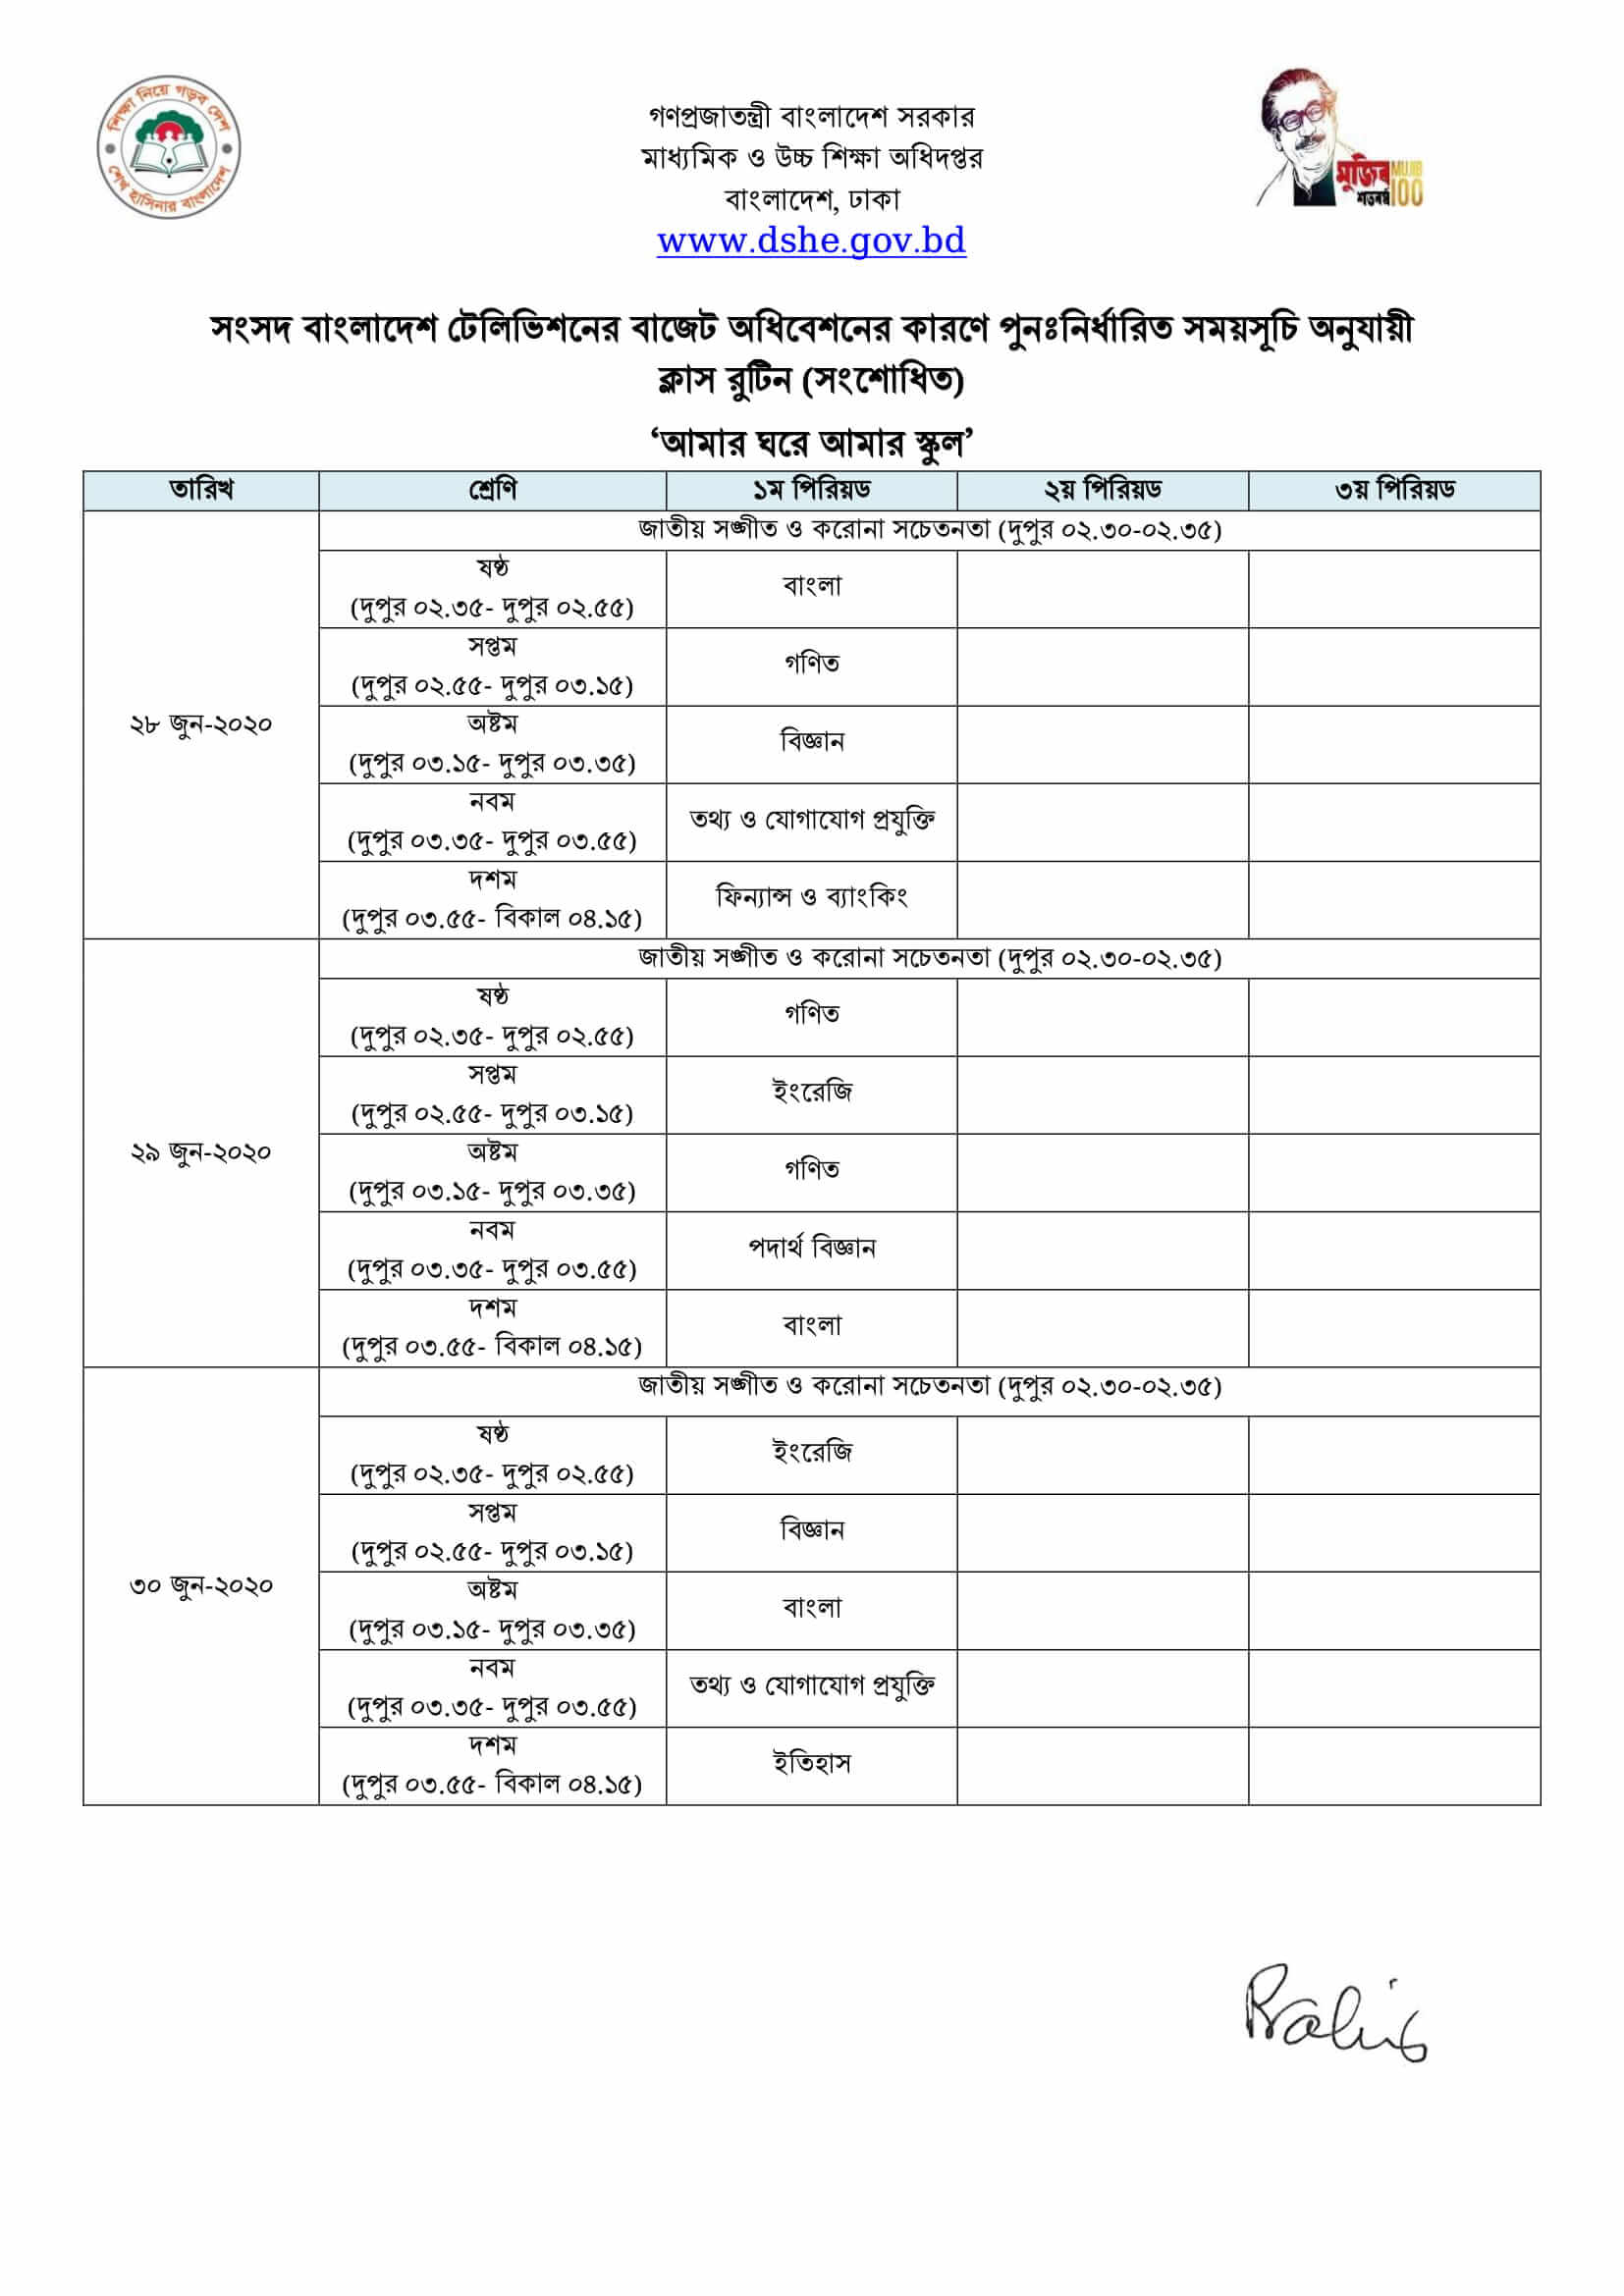 শিক্ষা নিয়ে গড়ব দেশ
শেখ হাসিনার বাংলাদেশ
গণপ্রজাতন্ত্রী বাংলাদেশ সরকার
মাধ্যমিক ও উচ্চ শিক্ষা অধিদপ্তর
বাংলাদেশ, ঢাকা
www.dshe.gov.bd
মুজিব MUJIB
শতবর্ষ 100
সংসদ বাংলাদেশ টেলিভিশনের বাজেট অধিবেশনের কারণে পুনঃনির্ধারিত সময়সূচি অনুযায়ী
ক্লাস রুটিন (সংশোধিত)
‘আমার ঘরে আমার স্কুল’
তারিখ শ্রেণি ১ম পিরিয়ড ২য় পিরিয়ড ৩য় পিরিয়ড
২৮ জুন-২০২০
জাতীয় সঙ্গীত ও করোনা সচেতনতা (দুপুর ০২.৩০-০২.৩৫)
ষষ্ঠ
(দুপুর ০২.৩৫- দুপুর ০২.৫৫)
বাংলা
সপ্তম
(দুপুর ০২.৫৫- দুপুর ০৩.১৫)
গণিত
অষ্টম
(দুপুর ০৩.১৫- দুপুর ০৩.৩৫)
বিজ্ঞান
নবম
(দুপুর ০৩.৩৫- দুপুর ০৩.৫৫)
তথ্য ও যোগাযোগ প্রযুক্তি
দশম
(দুপুর ০৩.৫৫- বিকাল ০৪.১৫)
ফিন্যান্স ও ব্যাংকিং
২৯ জুন-২০২০
জাতীয় সঙ্গীত ও করোনা সচেতনতা (দুপুর ০২.৩০-০২.৩৫)
ষষ্ঠ
(দুপুর ০২.৩৫- দুপুর ০২.৫৫)
গণিত
সপ্তম
(দুপুর ০২.৫৫- দুপুর ০৩.১৫)
ইংরেজি
অষ্টম
(দুপুর ০৩.১৫- দুপুর ০৩.৩৫)
গণিত
নবম
(দুপুর ০৩.৩৫- দুপুর ০৩.৫৫)
পদার্থ বিজ্ঞান
দশম
(দুপুর ০৩.৫৫- বিকাল ০৪.১৫)
বাংলা
৩০ জুন-২০২০
জাতীয় সঙ্গীত ও করোনা সচেতনতা (দুপুর ০২.৩০-০২.৩৫)
ষষ্ঠ
(দুপুর ০২.৩৫- দুপুর ০২.৫৫)
ইংরেজি
সপ্তম
(দুপুর ০২.৫৫- দুপুর ০৩.১৫)
বিজ্ঞান
অষ্টম
(দুপুর ০৩.১৫- দুপুর ০৩.৩৫)
বাংলা
নবম
(দুপুর ০৩.৩৫- দুপুর ০৩.৫৫)
তথ্য ও যোগাযোগ প্রযুক্তি
দশম
(দুপুর ০৩.৫৫- বিকাল ০৪.১৫)
ইতিহাস